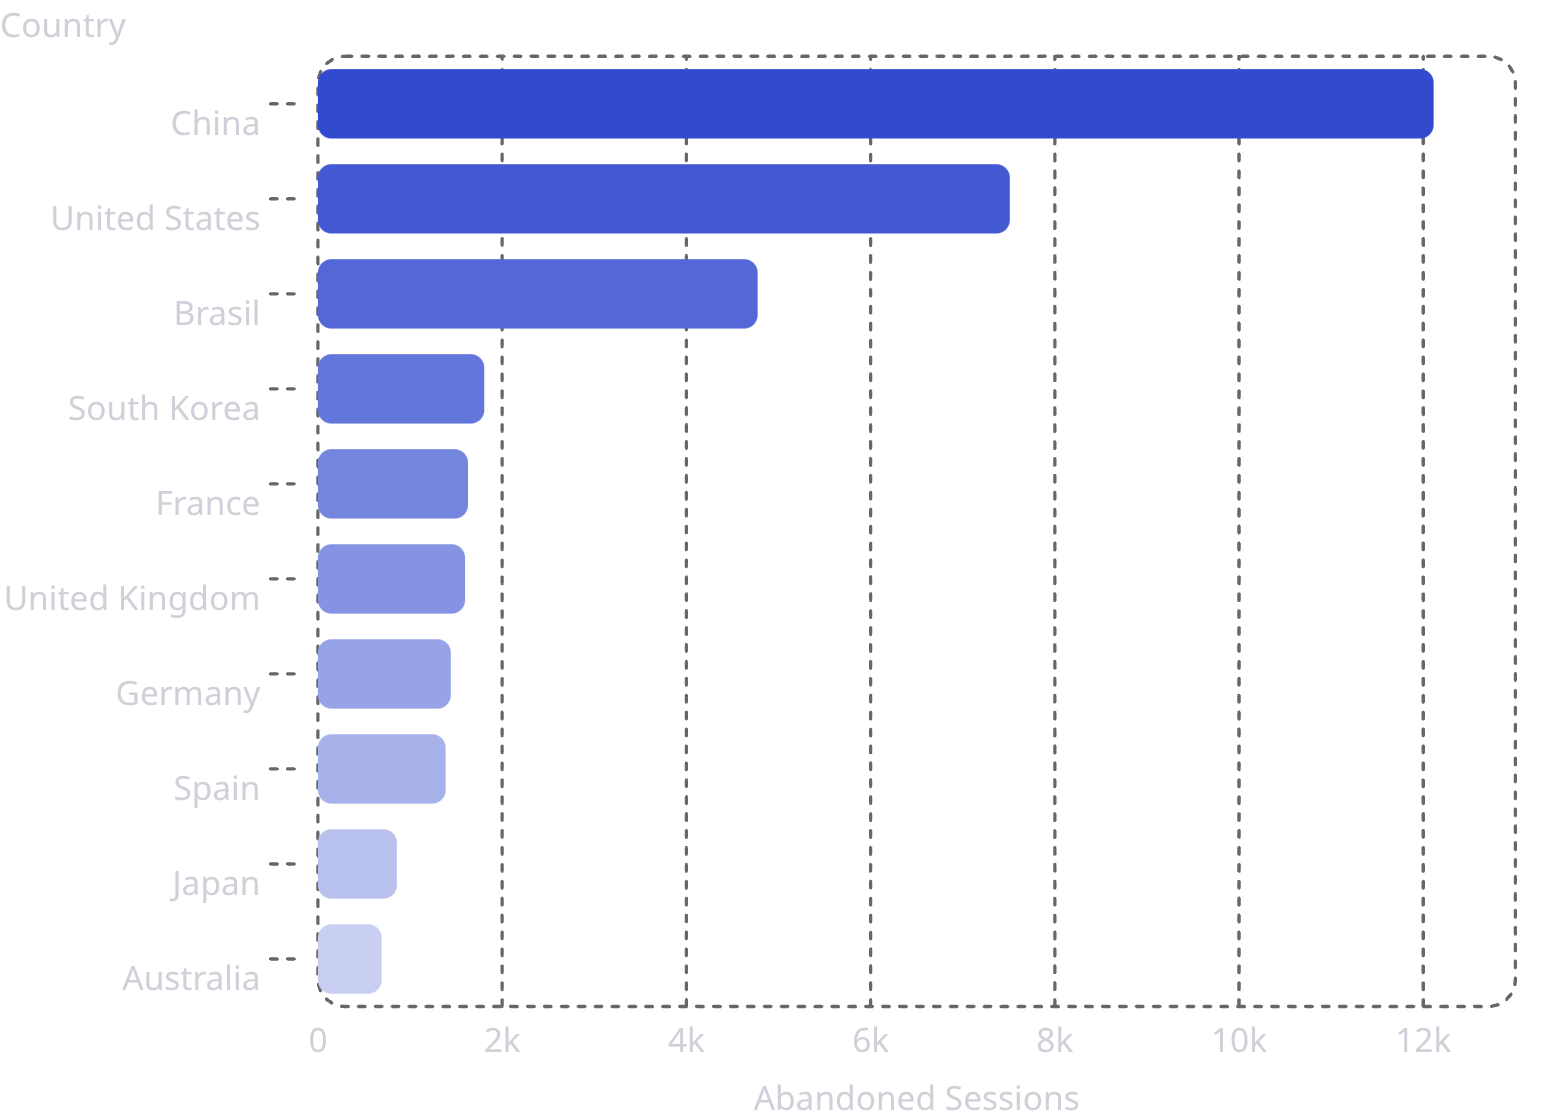 Country
China
United States
Brasil
South Korea
France
United Kingdom
Germany
Spain
Japan
Australia
0 2k 4k 6k 8k 10k 12k
Abandoned Sessions